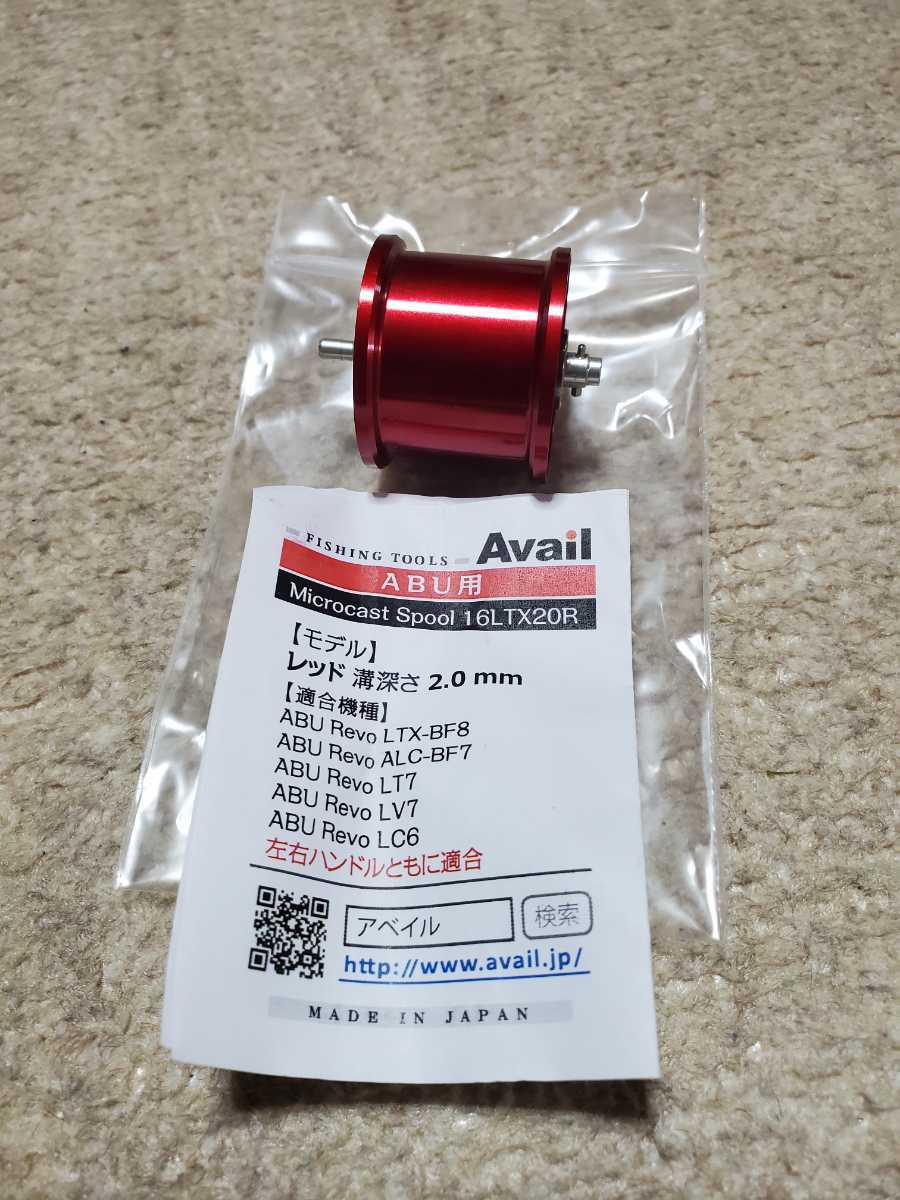 FISHING TOOLS Avail
ABU用
Microcast Spool 16LTX20R
【モデル】
レッド 溝深さ 2.0 mm
【適合機種】
ABU Revo LTX-BF8
ABU Revo ALC-BF7
ABU Revo LT7
ABU Revo LV7
ABU Revo LC6
左右ハンドルともに適合
アベイル 検索
http://www.avail.jp/
MADE IN JAPAN